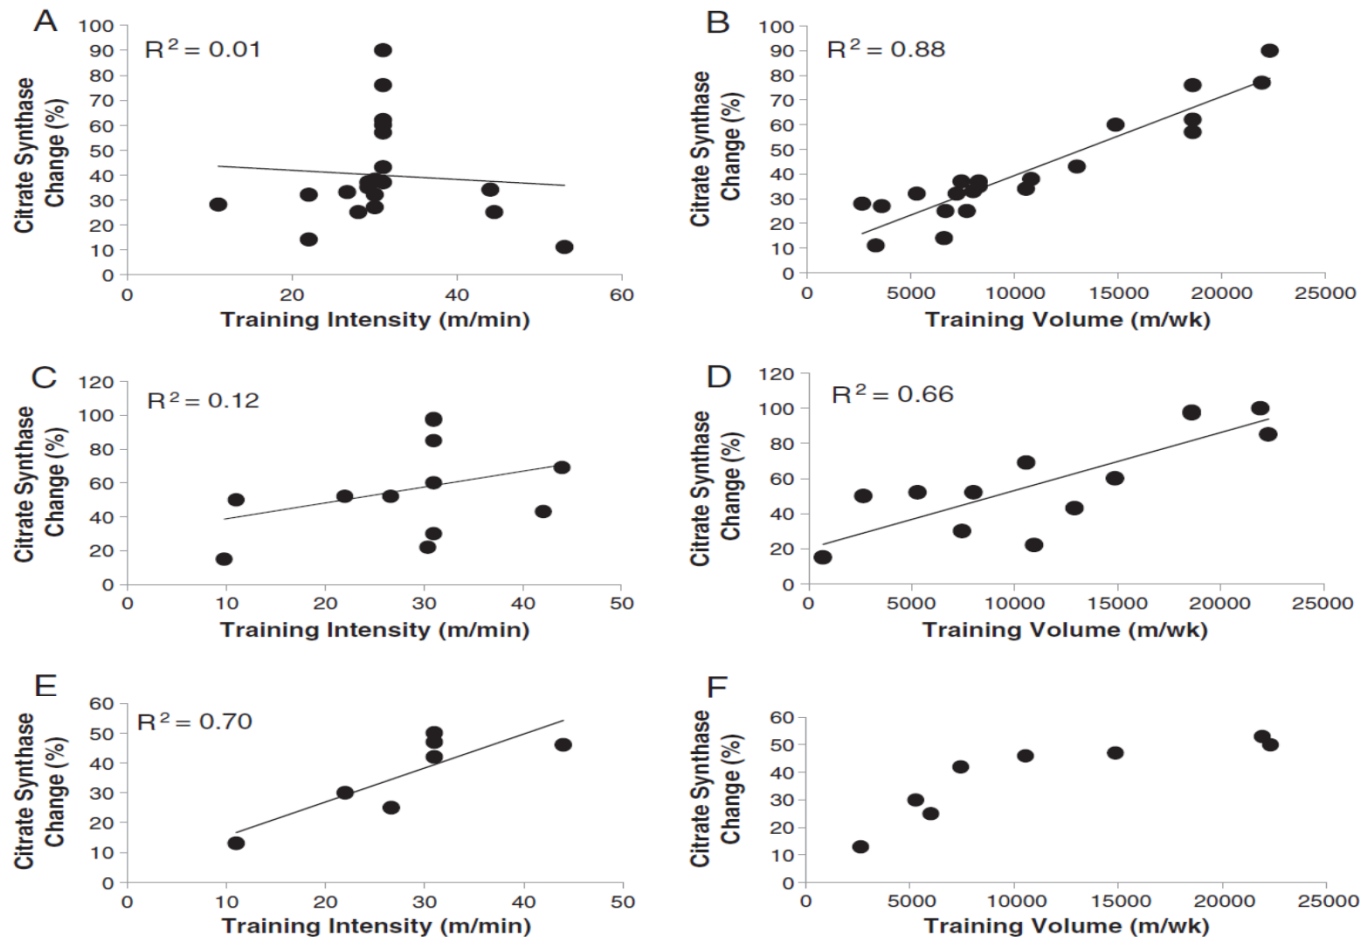 A
R² = 0.01
Citrate Synthase
Change (%)
100
90
80
70
60
50
40
30
20
10
0
0 20 40 60
Training Intensity (m/min)
B
R² = 0.88
Citrate Synthase
Change (%)
100
90
80
70
60
50
40
30
20
10
0
0 5000 10000 15000 20000 25000
Training Volume (m/wk)
C
R² = 0.12
Citrate Synthase
Change (%)
120
100
80
60
40
20
0
0 10 20 30 40 50
Training Intensity (m/min)
D
R² = 0.66
Citrate Synthase
Change (%)
120
100
80
60
40
20
0
0 5000 10000 15000 20000 25000
Training Volume (m/wk)
E
R² = 0.70
Citrate Synthase
Change (%)
60
50
40
30
20
10
0
0 10 20 30 40 50
Training Intensity (m/min)
F
Citrate Synthase
Change (%)
60
50
40
30
20
10
0
0 5000 10000 15000 20000 25000
Training Volume (m/wk)